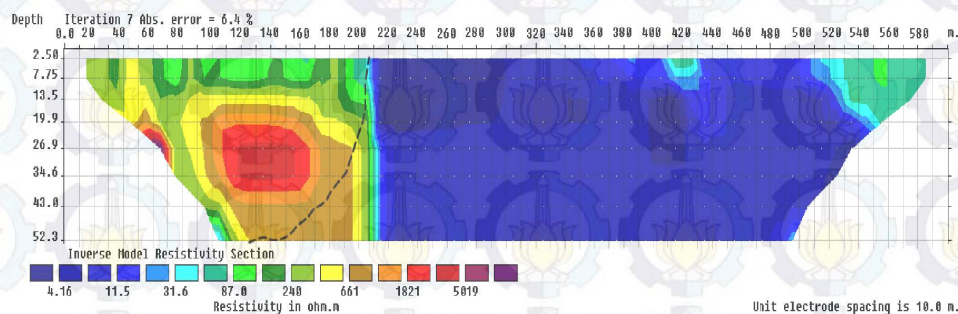 Depth Iteration 7 Abs. error = 6.4 %
0.0 20 40 60 80 100 120 140 160 180 200 220 240 260 280 300 320 340 360 380 400 420 440 460 480 500 520 540 560 580 m.
2.50
7.75
13.5
19.9
26.9
34.6
43.0
52.3
Inverse Model Resistivity Section
4.16 11.5 31.6 87.0 240 661 1821 5019
Resistivity in ohm.m Unit electrode spacing is 10.0 m.